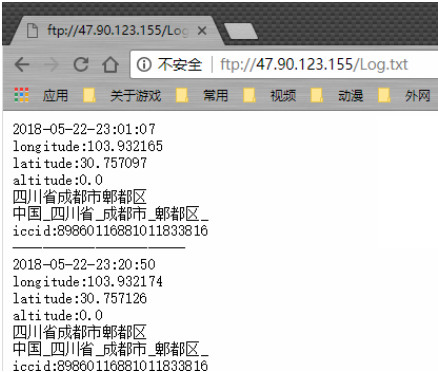 ftp://47.90.123.155/Log
不安全 | ftp://47.90.123.155/Log.txt
应用 关于游戏 常用 视频 动漫 外网
2018-05-22-23:01:07
longitude:103.932165
latitude:30.757097
altitude:0.0
四川省成都市郫都区
中国_四川省_成都市_郫都区_
iccid:89860116881011833816
————————————————
2018-05-22-23:20:50
longitude:103.932174
latitude:30.757126
altitude:0.0
四川省成都市郫都区
中国_四川省_成都市_郫都区_
iccid:89860116881011833816